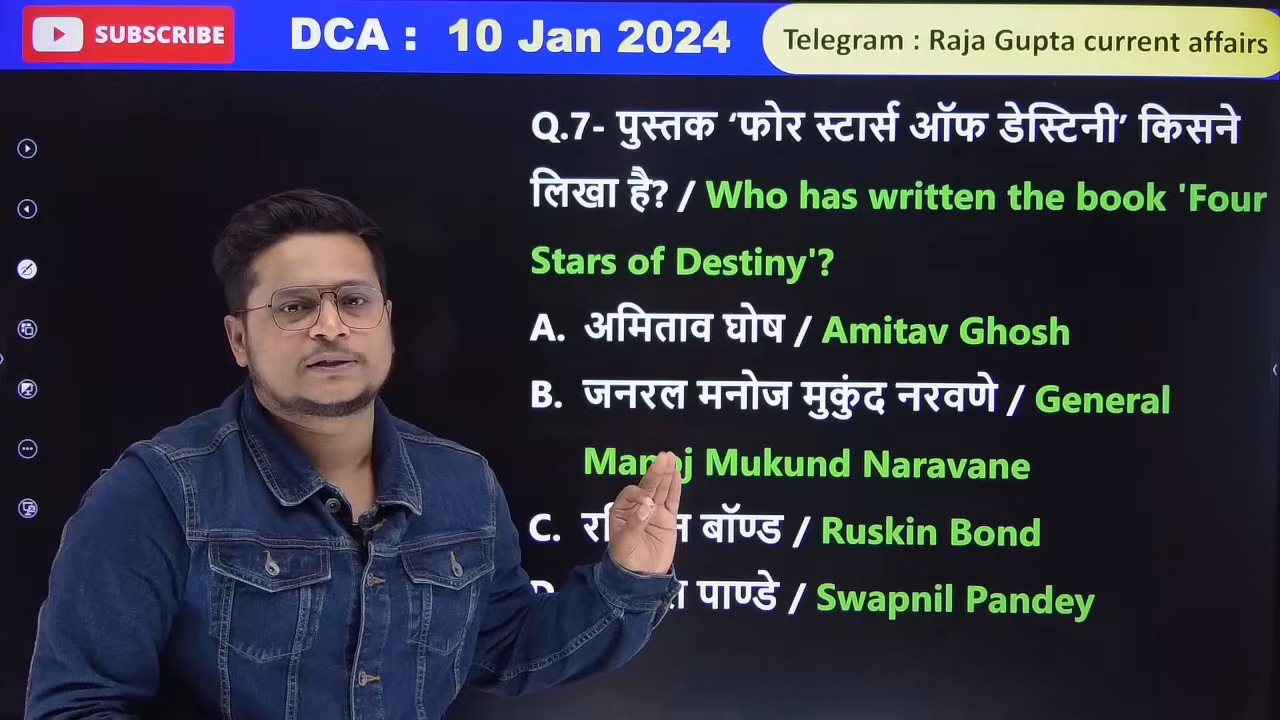 SUBSCRIBE
DCA : 10 Jan 2024
Telegram : Raja Gupta current affairs
Q.7- पुस्तक ‘फोर स्टार्स ऑफ डेस्टिनी’ किसने
लिखा है? / Who has written the book 'Four
Stars of Destiny'?
A. अमिताव घोष / Amitav Ghosh
B. जनरल मनोज मुकुंद नरवणे / General
Manoj Mukund Naravane
C. बॉण्ड / Ruskin Bond
पाण्डे / Swapnil Pandey